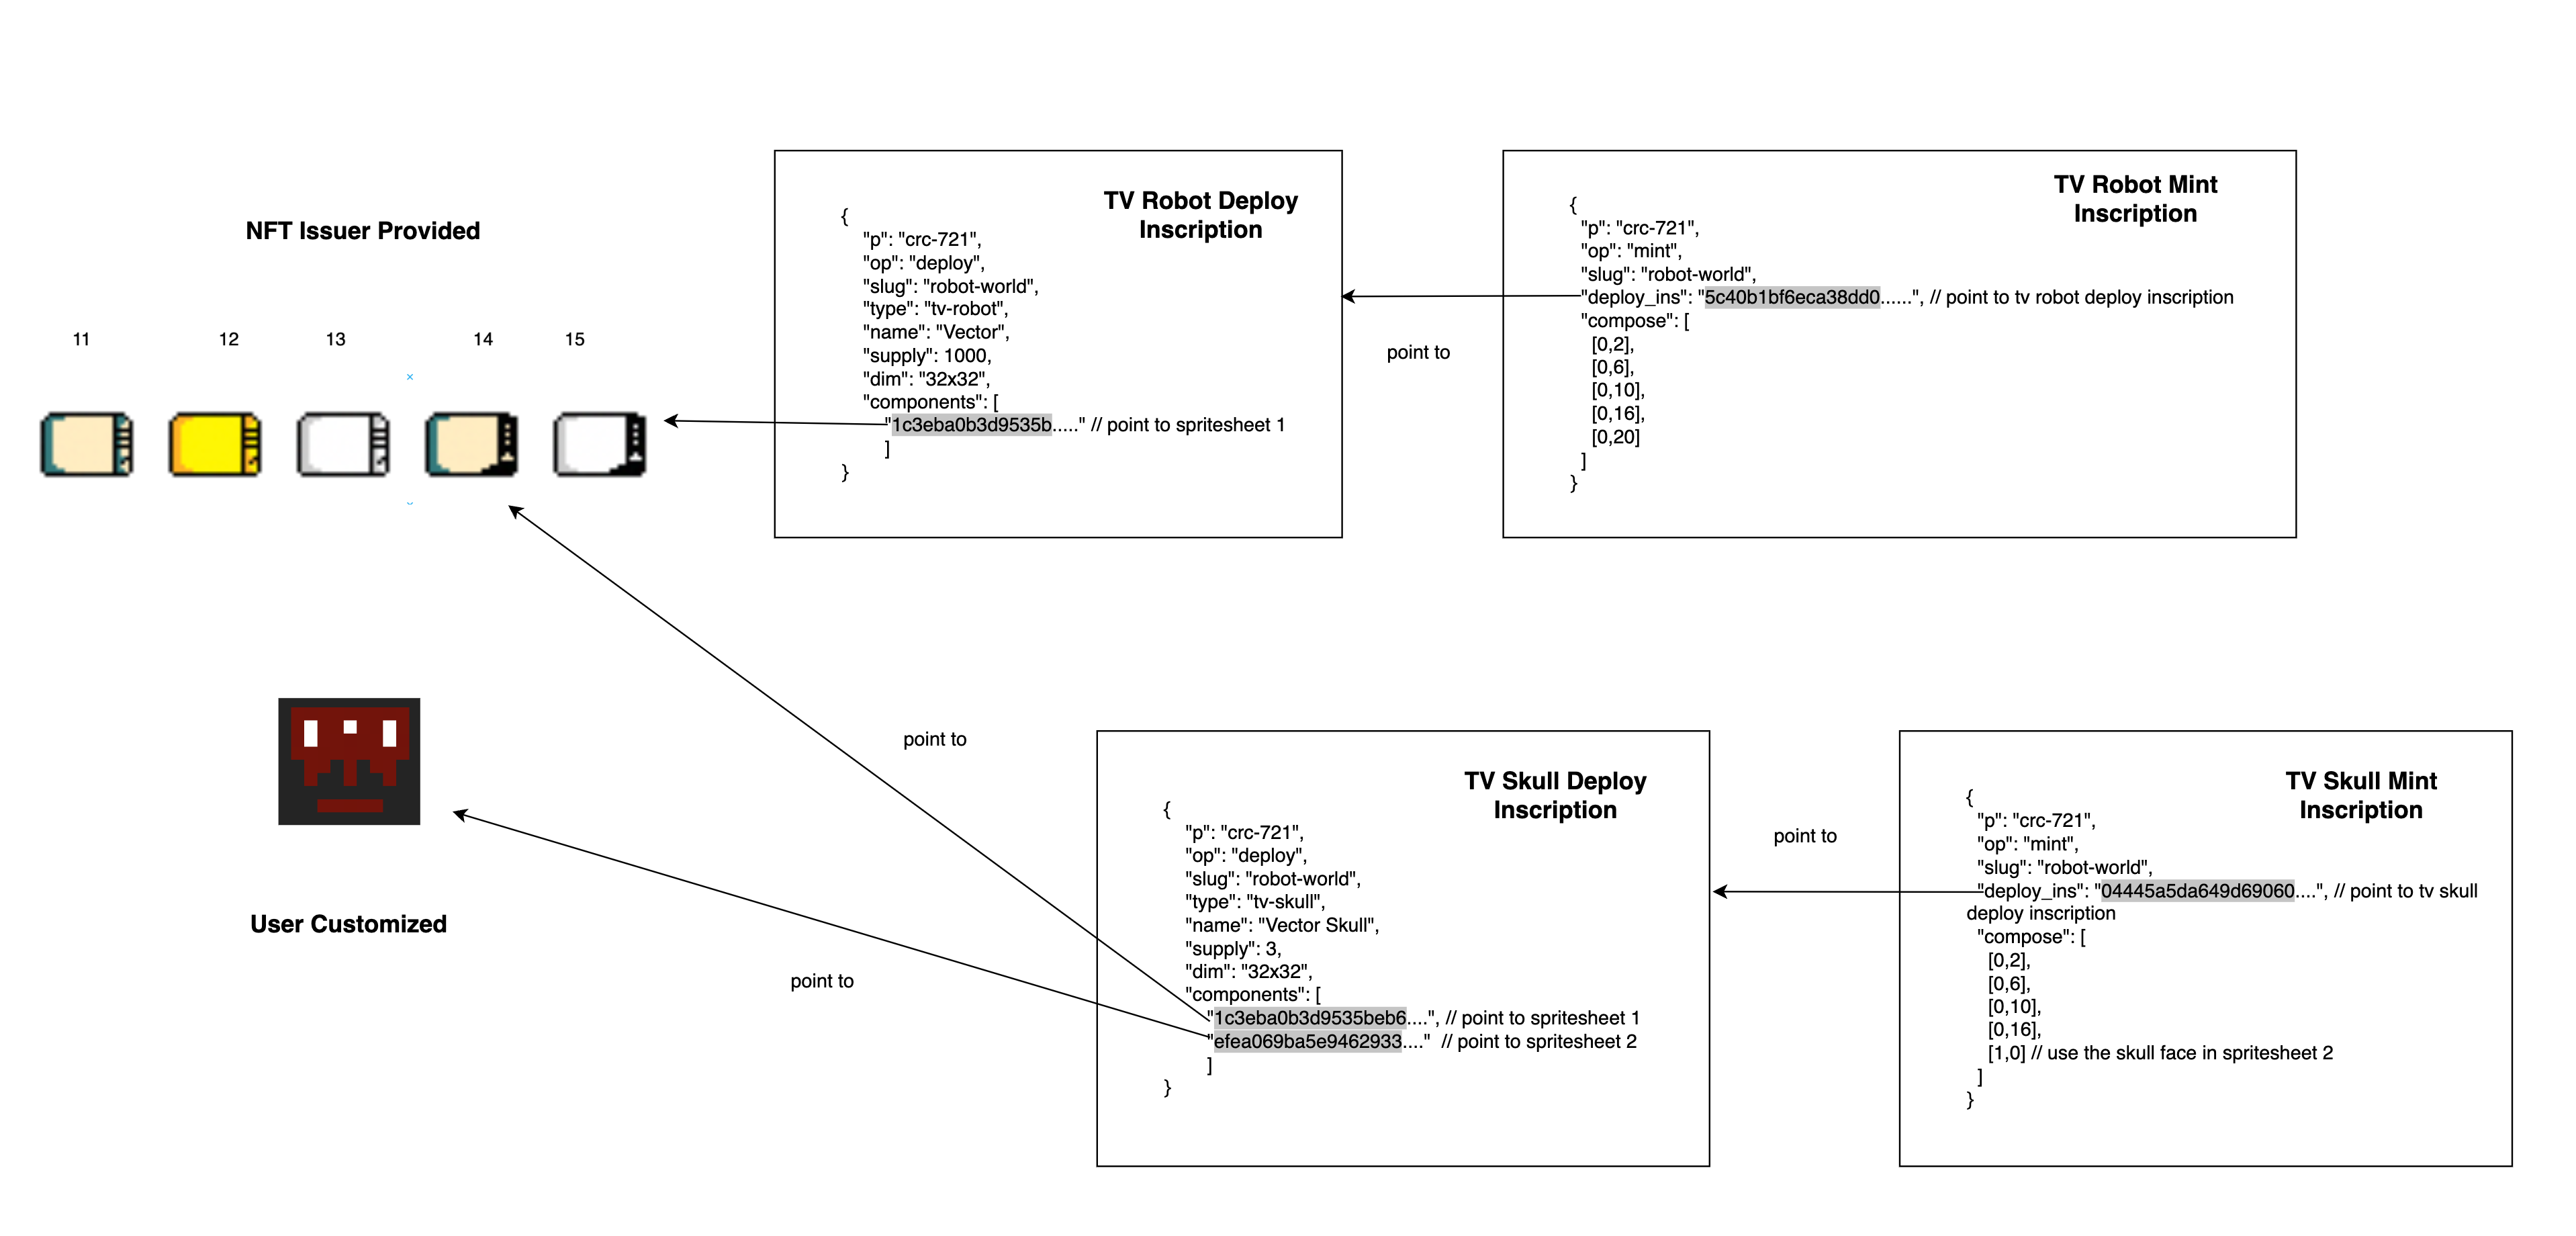 NFT Issuer Provided
11 12 13 14 15
TV Robot Deploy
Inscription
{
"p": "crc-721",
"op": "deploy",
"slug": "robot-world",
"type": "tv-robot",
"name": "Vector",
"supply": 1000,
"dim": "32x32",
"components": [
"1c3eba0b3d9535b....." // point to spritesheet 1
]
}
point to
TV Robot Mint
Inscription
{
"p": "crc-721",
"op": "mint",
"slug": "robot-world",
"deploy_ins": "5c40b1bf6eca38dd0......", // point to tv robot deploy inscription
"compose": [
[0,2],
[0,6],
[0,10],
[0,16],
[0,20]
]
}
User Customized
point to
point to
TV Skull Deploy
Inscription
{
"p": "crc-721",
"op": "deploy",
"slug": "robot-world",
"type": "tv-skull",
"name": "Vector Skull",
"supply": 3,
"dim": "32x32",
"components": [
"1c3eba0b3d9535beb6....", // point to spritesheet 1
"efea069ba5e9462933...." // point to spritesheet 2
]
}
point to
TV Skull Mint
Inscription
{
"p": "crc-721",
"op": "mint",
"slug": "robot-world",
"deploy_ins": "04445a5da649d69060....", // point to tv skull
deploy inscription
"compose": [
[0,2],
[0,6],
[0,10],
[0,16],
[1,0] // use the skull face in spritesheet 2
]
}